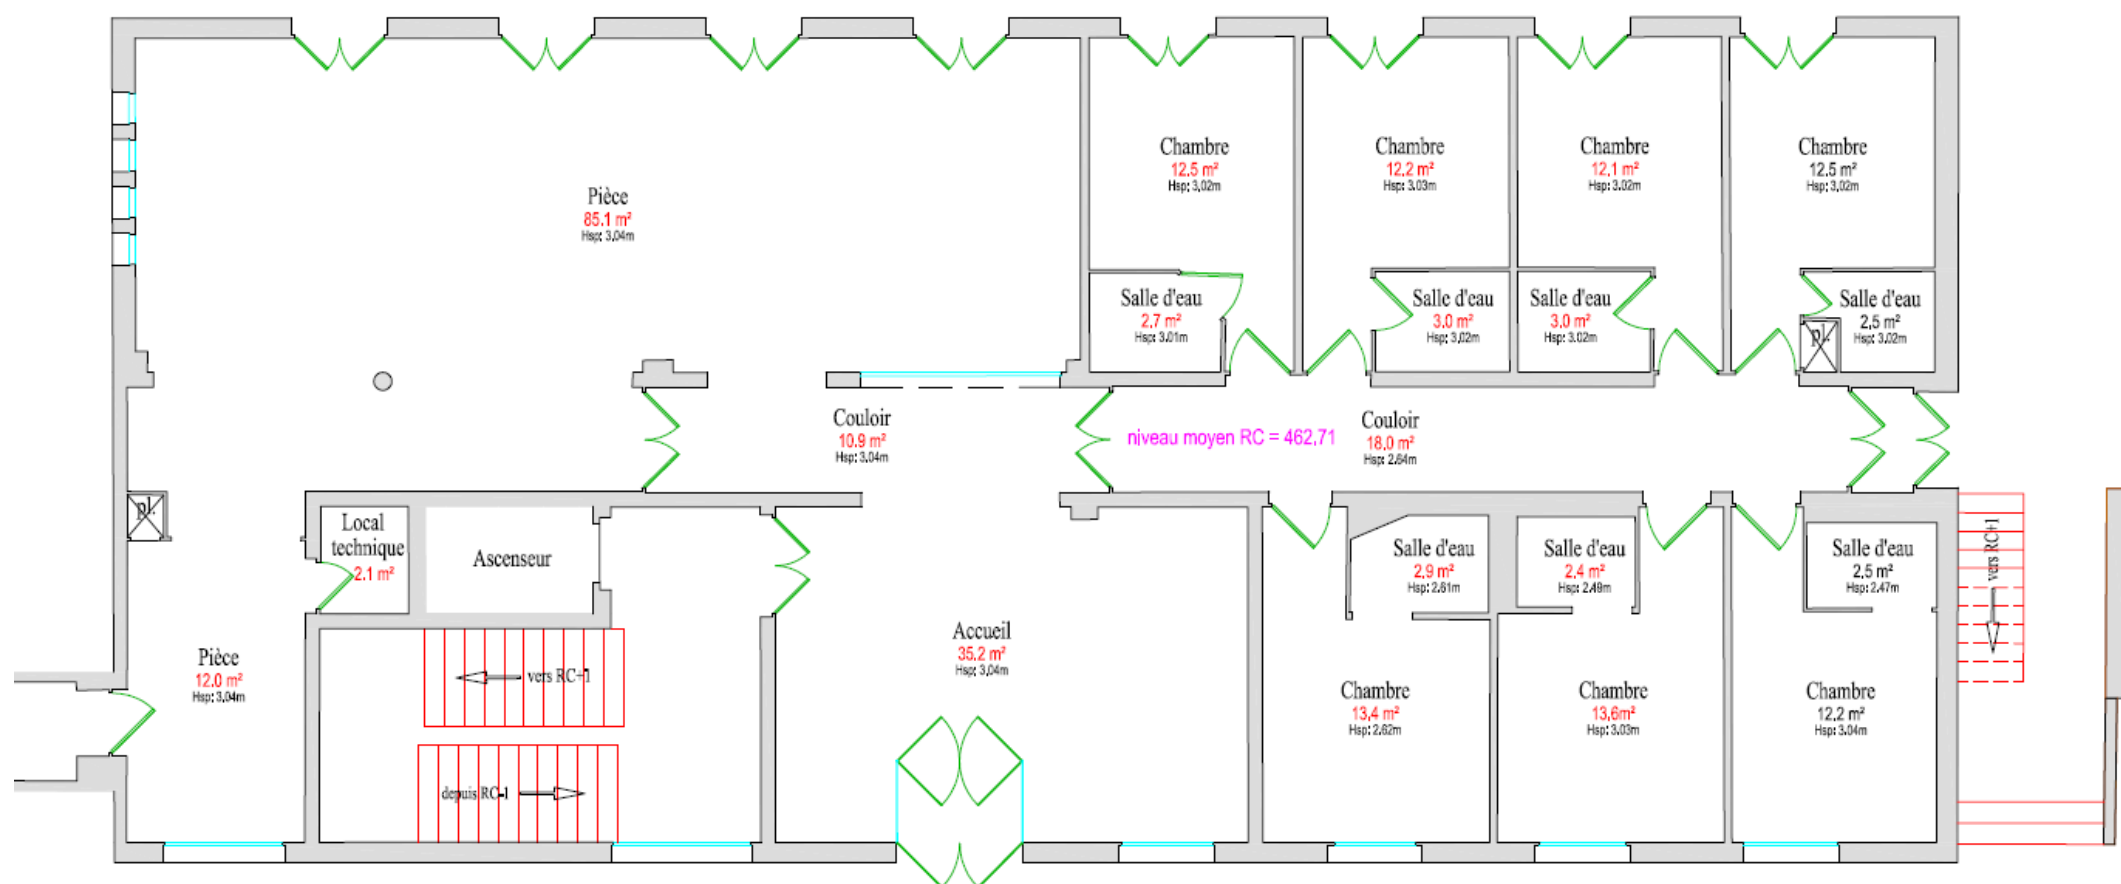 Pièce
85.1 m²
Hsp: 3.04m
Chambre
12.5 m²
Hsp: 3.02m
Chambre
12.2 m²
Hsp: 3.03m
Chambre
12.1 m²
Hsp: 3.02m
Chambre
12.5 m²
Hsp: 3.02m
Salle d'eau
2.7 m²
Hsp: 3.01m
Salle d'eau
3.0 m²
Hsp: 3.02m
Salle d'eau
3.0 m²
Hsp: 3.02m
pl.
Salle d'eau
2.5 m²
Hsp: 3.02m
Couloir
10.9 m²
Hsp: 3.04m
niveau moyen RC = 462.71
Couloir
18.0 m²
Hsp: 2.64m
pl.
Local
technique
2.1 m²
Ascenseur
Salle d'eau
2.9 m²
Hsp: 2.61m
Salle d'eau
2.4 m²
Hsp: 2.49m
Salle d'eau
2.5 m²
Hsp: 2.47m
vers RC+1
Pièce
12.0 m²
Hsp: 3.04m
vers RC+1
depuis RC-1
Accueil
35.2 m²
Hsp: 3.04m
Chambre
13.4 m²
Hsp: 2.62m
Chambre
13.6m²
Hsp: 3.03m
Chambre
12.2 m²
Hsp: 3.04m